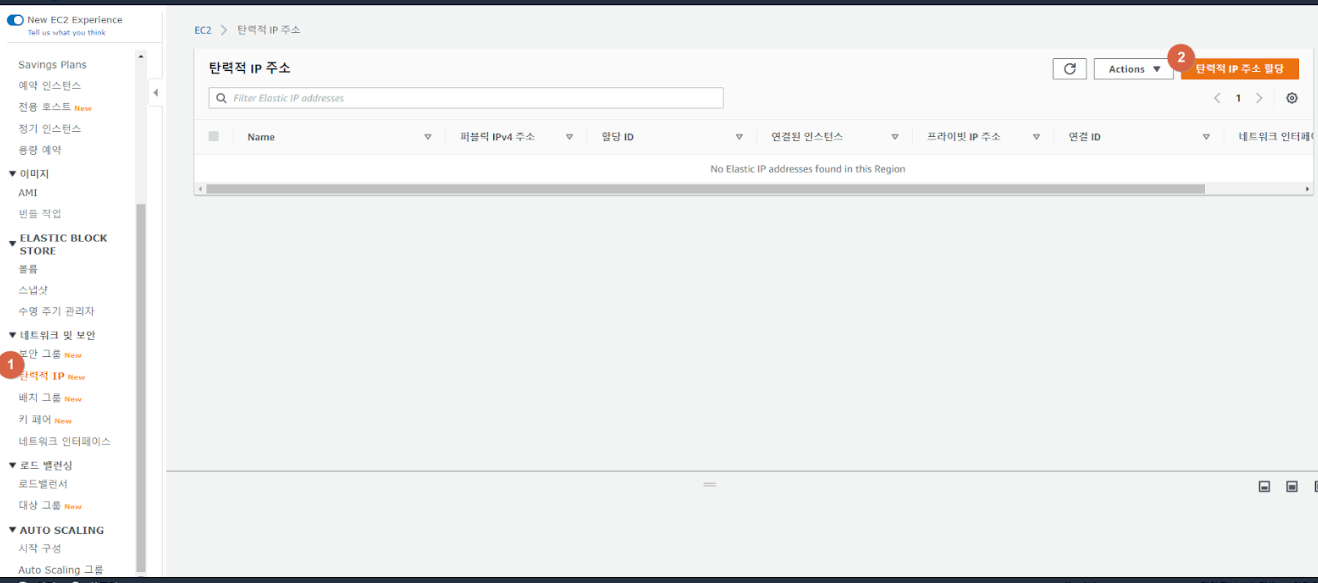 New EC2 Experience
Tell us what you think
Savings Plans
예약 인스턴스
전용 호스트 New
정기 인스턴스
용량 예약
이미지
AMI
번들 작업
ELASTIC BLOCK
STORE
볼륨
스냅샷
수명 주기 관리자
네트워크 및 보안
보안 그룹 New
1
탄력적 IP New
배치 그룹 New
키 페어 New
네트워크 인터페이스
로드 밸런싱
로드밸런서
대상 그룹 New
AUTO SCALING
시작 구성
Auto Scaling 그룹
EC2 > 탄력적 IP 주소
탄력적 IP 주소
Actions
2
탄력적 IP 주소 할당
Filter Elastic IP addresses
1
Name 퍼블릭 IPv4 주소 할당 ID 연결된 인스턴스 프라이빗 IP 주소 연결 ID 네트워크 인터페
No Elastic IP addresses found in this Region